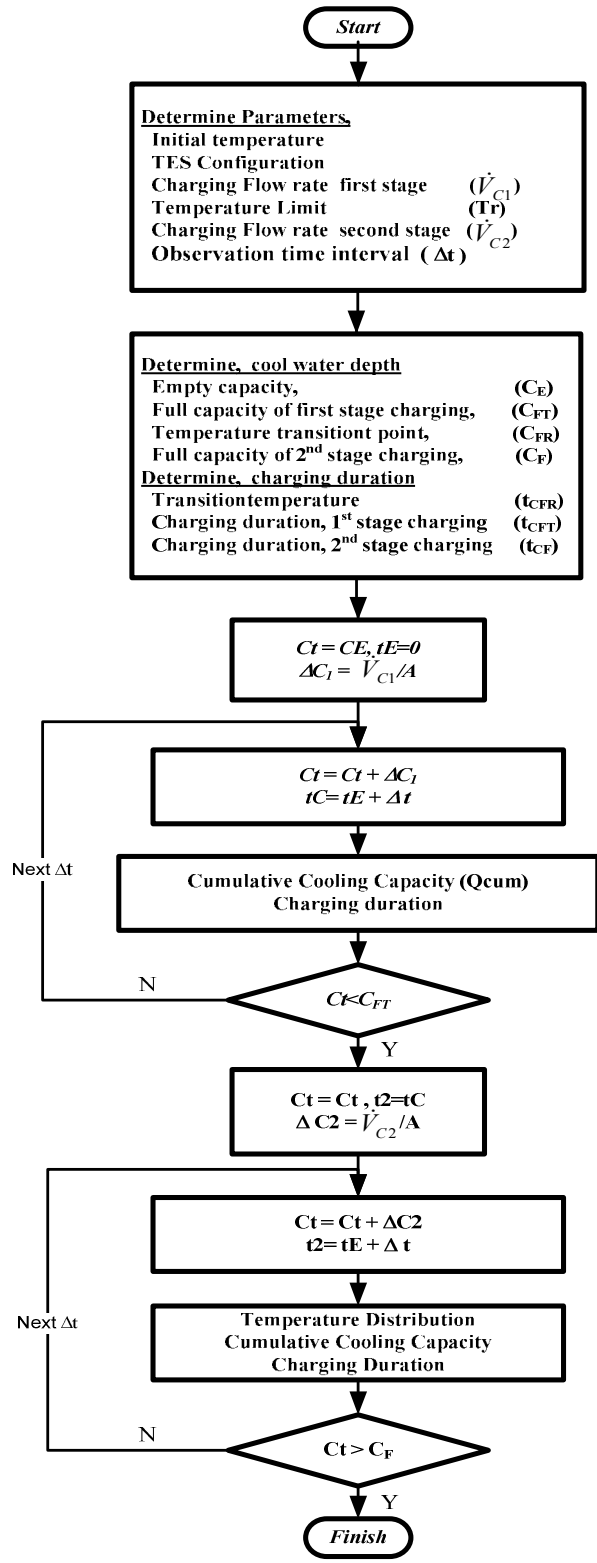 Start
Determine Parameters,
Initial temperature
TES Configuration
Charging Flow rate first stage (V̇C1)
Temperature Limit (Tr)
Charging Flow rate second stage (V̇C2)
Observation time interval (Δt)
Determine, cool water depth
Empty capacity, (CE)
Full capacity of first stage charging, (CFT)
Temperature transitiont point, (CFR)
Full capacity of 2nd stage charging, (CF)
Determine, charging duration
Transitiontemperature (tCFR)
Charging duration, 1st stage charging (tCFT)
Charging duration, 2nd stage charging (tCF)
Ct = CE, tE=0
ΔC1 = V̇C1/A
Ct = Ct + ΔC1
tC= tE + Δt
Next Δt
Cumulative Cooling Capacity (Qcum)
Charging duration
N
Ct<CFT
Y
Ct = Ct , t2=tC
Δ C2 = V̇C2/A
Ct = Ct + ΔC2
t2= tE + Δ t
Next Δt
Temperature Distribution
Cumulative Cooling Capacity
Charging Duration
N
Ct > CF
Y
Finish